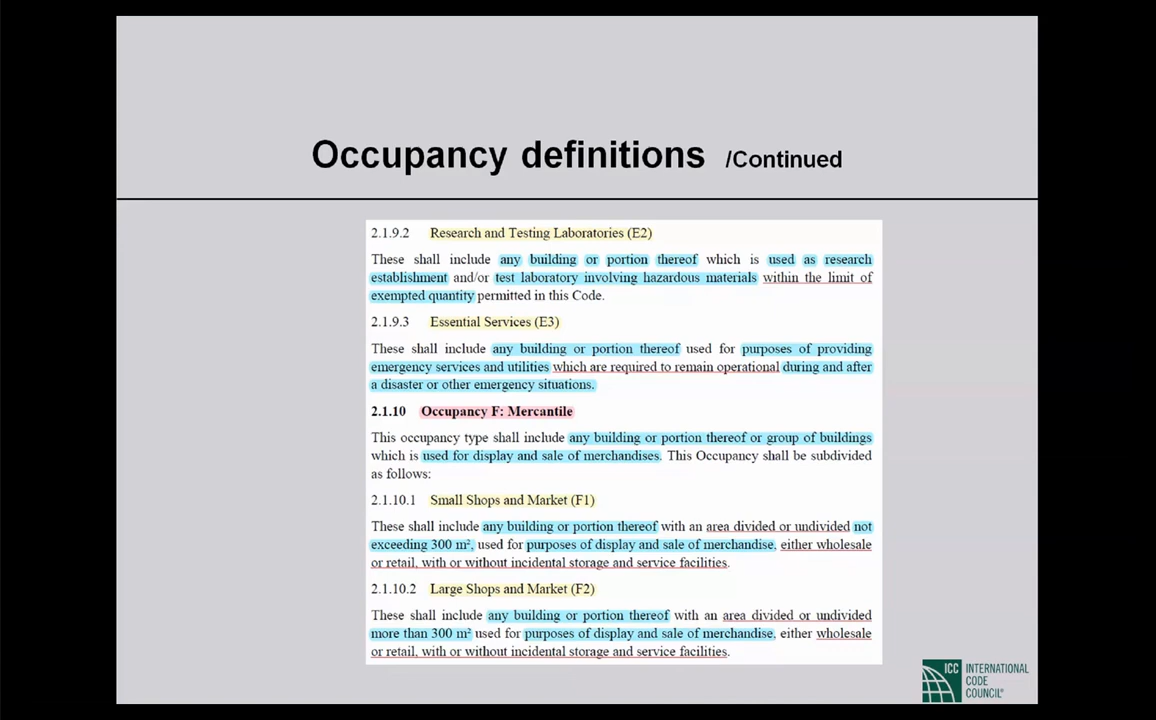 Occupancy definitions /Continued
2.1.9.2 Research and Testing Laboratories (E2)
These shall include any building or portion thereof which is used as research
establishment and/or test laboratory involving hazardous materials within the limit of
exempted quantity permitted in this Code.
2.1.9.3 Essential Services (E3)
These shall include any building or portion thereof used for purposes of providing
emergency services and utilities which are required to remain operational during and after
a disaster or other emergency situations.
2.1.10 Occupancy F: Mercantile
This occupancy type shall include any building or portion thereof or group of buildings
which is used for display and sale of merchandises. This Occupancy shall be subdivided
as follows:
2.1.10.1 Small Shops and Market (F1)
These shall include any building or portion thereof with an area divided or undivided not
exceeding 300 m², used for purposes of display and sale of merchandise, either wholesale
or retail, with or without incidental storage and service facilities.
2.1.10.2 Large Shops and Market (F2)
These shall include any building or portion thereof with an area divided or undivided
more than 300 m² used for purposes of display and sale of merchandise, either wholesale
or retail, with or without incidental storage and service facilities.
ICC INTERNATIONAL
CODE
COUNCIL®